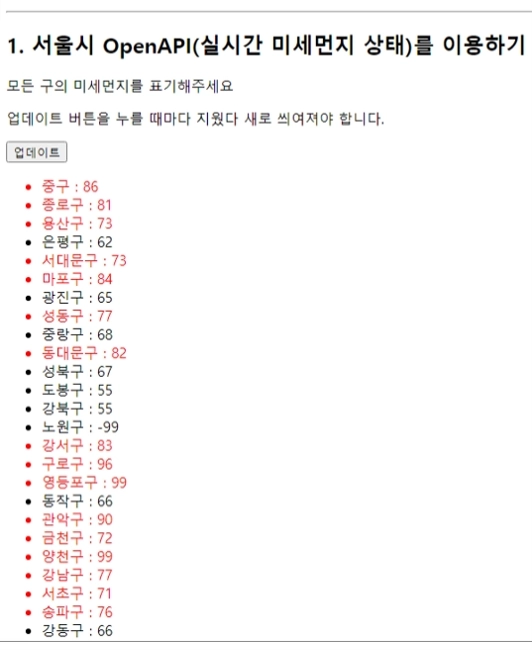 1. 서울시 OpenAPI(실시간 미세먼지 상태)를 이용하기
모든 구의 미세먼지를 표기해주세요
업데이트 버튼을 누를 때마다 지웠다 새로 씌여져야 합니다.
업데이트
중구 : 86
종로구 : 81
용산구 : 73
은평구 : 62
서대문구 : 73
마포구 : 84
광진구 : 65
성동구 : 77
중랑구 : 68
동대문구 : 82
성북구 : 67
도봉구 : 55
강북구 : 55
노원구 : -99
강서구 : 83
구로구 : 96
영등포구 : 99
동작구 : 66
관악구 : 90
금천구 : 72
양천구 : 99
강남구 : 77
서초구 : 71
송파구 : 76
강동구 : 66